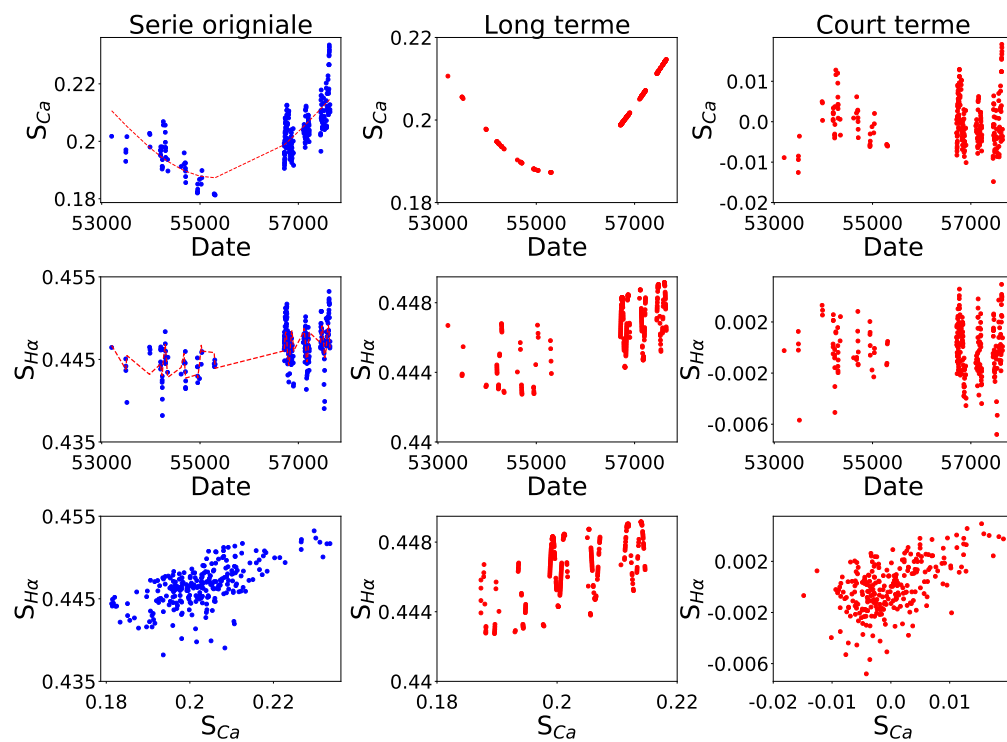 Serie origniale Long terme Court terme
S_Ca 0.22 0.2 0.18 53000 55000 57000 Date
S_Ca 0.22 0.2 0.18 53000 55000 57000 Date
S_Ca 0.01 0.0 -0.01 -0.02 53000 55000 57000 Date
S_Hα 0.455 0.445 0.435 53000 55000 57000 Date
S_Hα 0.448 0.444 0.44 53000 55000 57000 Date
S_Hα 0.002 -0.002 -0.006 53000 55000 57000 Date
S_Hα 0.455 0.445 0.435 0.18 0.2 0.22 S_Ca
S_Hα 0.448 0.444 0.44 0.2 0.22 S_Ca
S_Hα 0.002 -0.002 -0.006 -0.02 -0.01 0.0 0.01 S_Ca